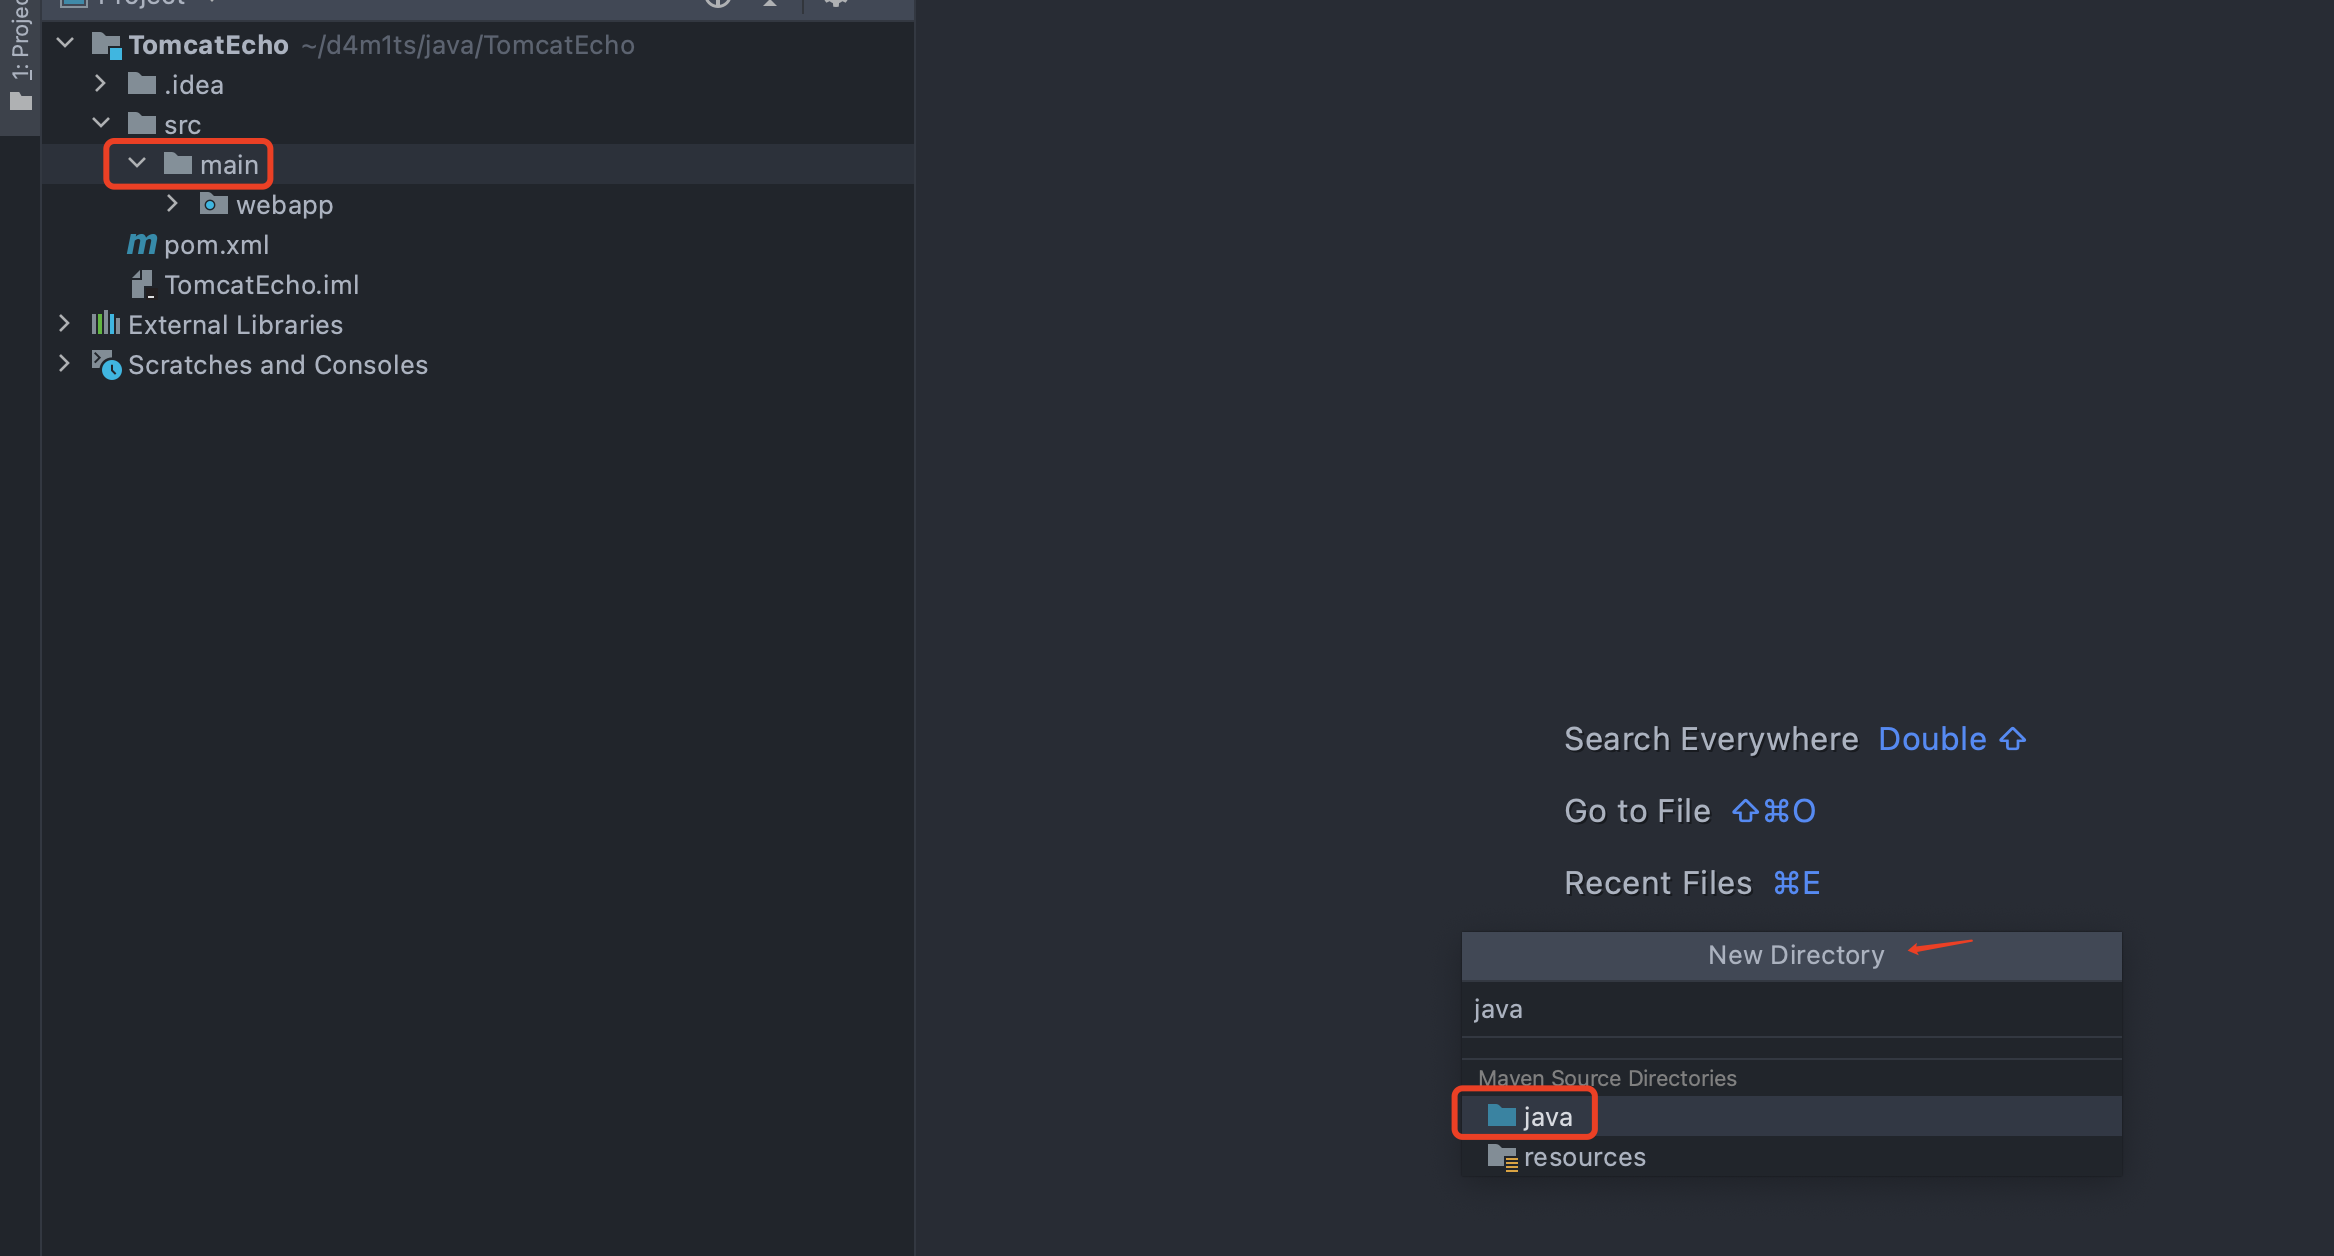 1: Project
TomcatEcho ~/d4m1ts/java/TomcatEcho
.idea
src
main
webapp
pom.xml
TomcatEcho.iml
External Libraries
Scratches and Consoles
Search Everywhere Double ⇧
Go to File ⇧⌘O
Recent Files ⌘E
New Directory
java
Maven Source Directories
java
resources